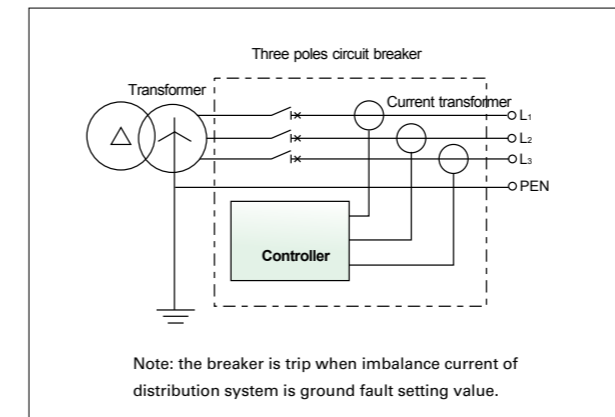 Three poles circuit breaker
Transformer
Current transformer
L₁
L₂
L₃
PEN
Controller
Note: the breaker is trip when imbalance current of
distribution system is ground fault setting value.